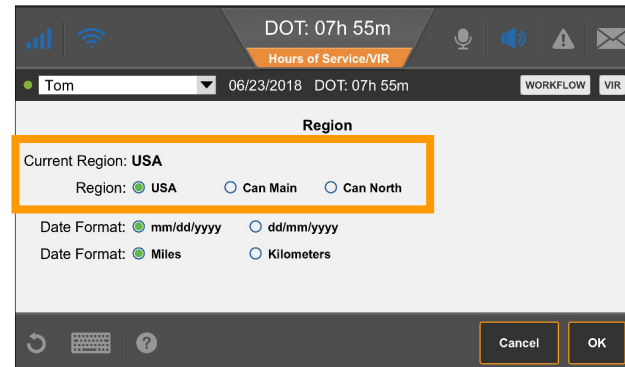 DOT: 07h 55m
Hours of Service/VIR
Tom 06/23/2018 DOT: 07h 55m WORKFLOW VIR
Region
Current Region: USA
Region: USA Can Main Can North
Date Format: mm/dd/yyyy dd/mm/yyyy
Date Format: Miles Kilometers
? Cancel OK